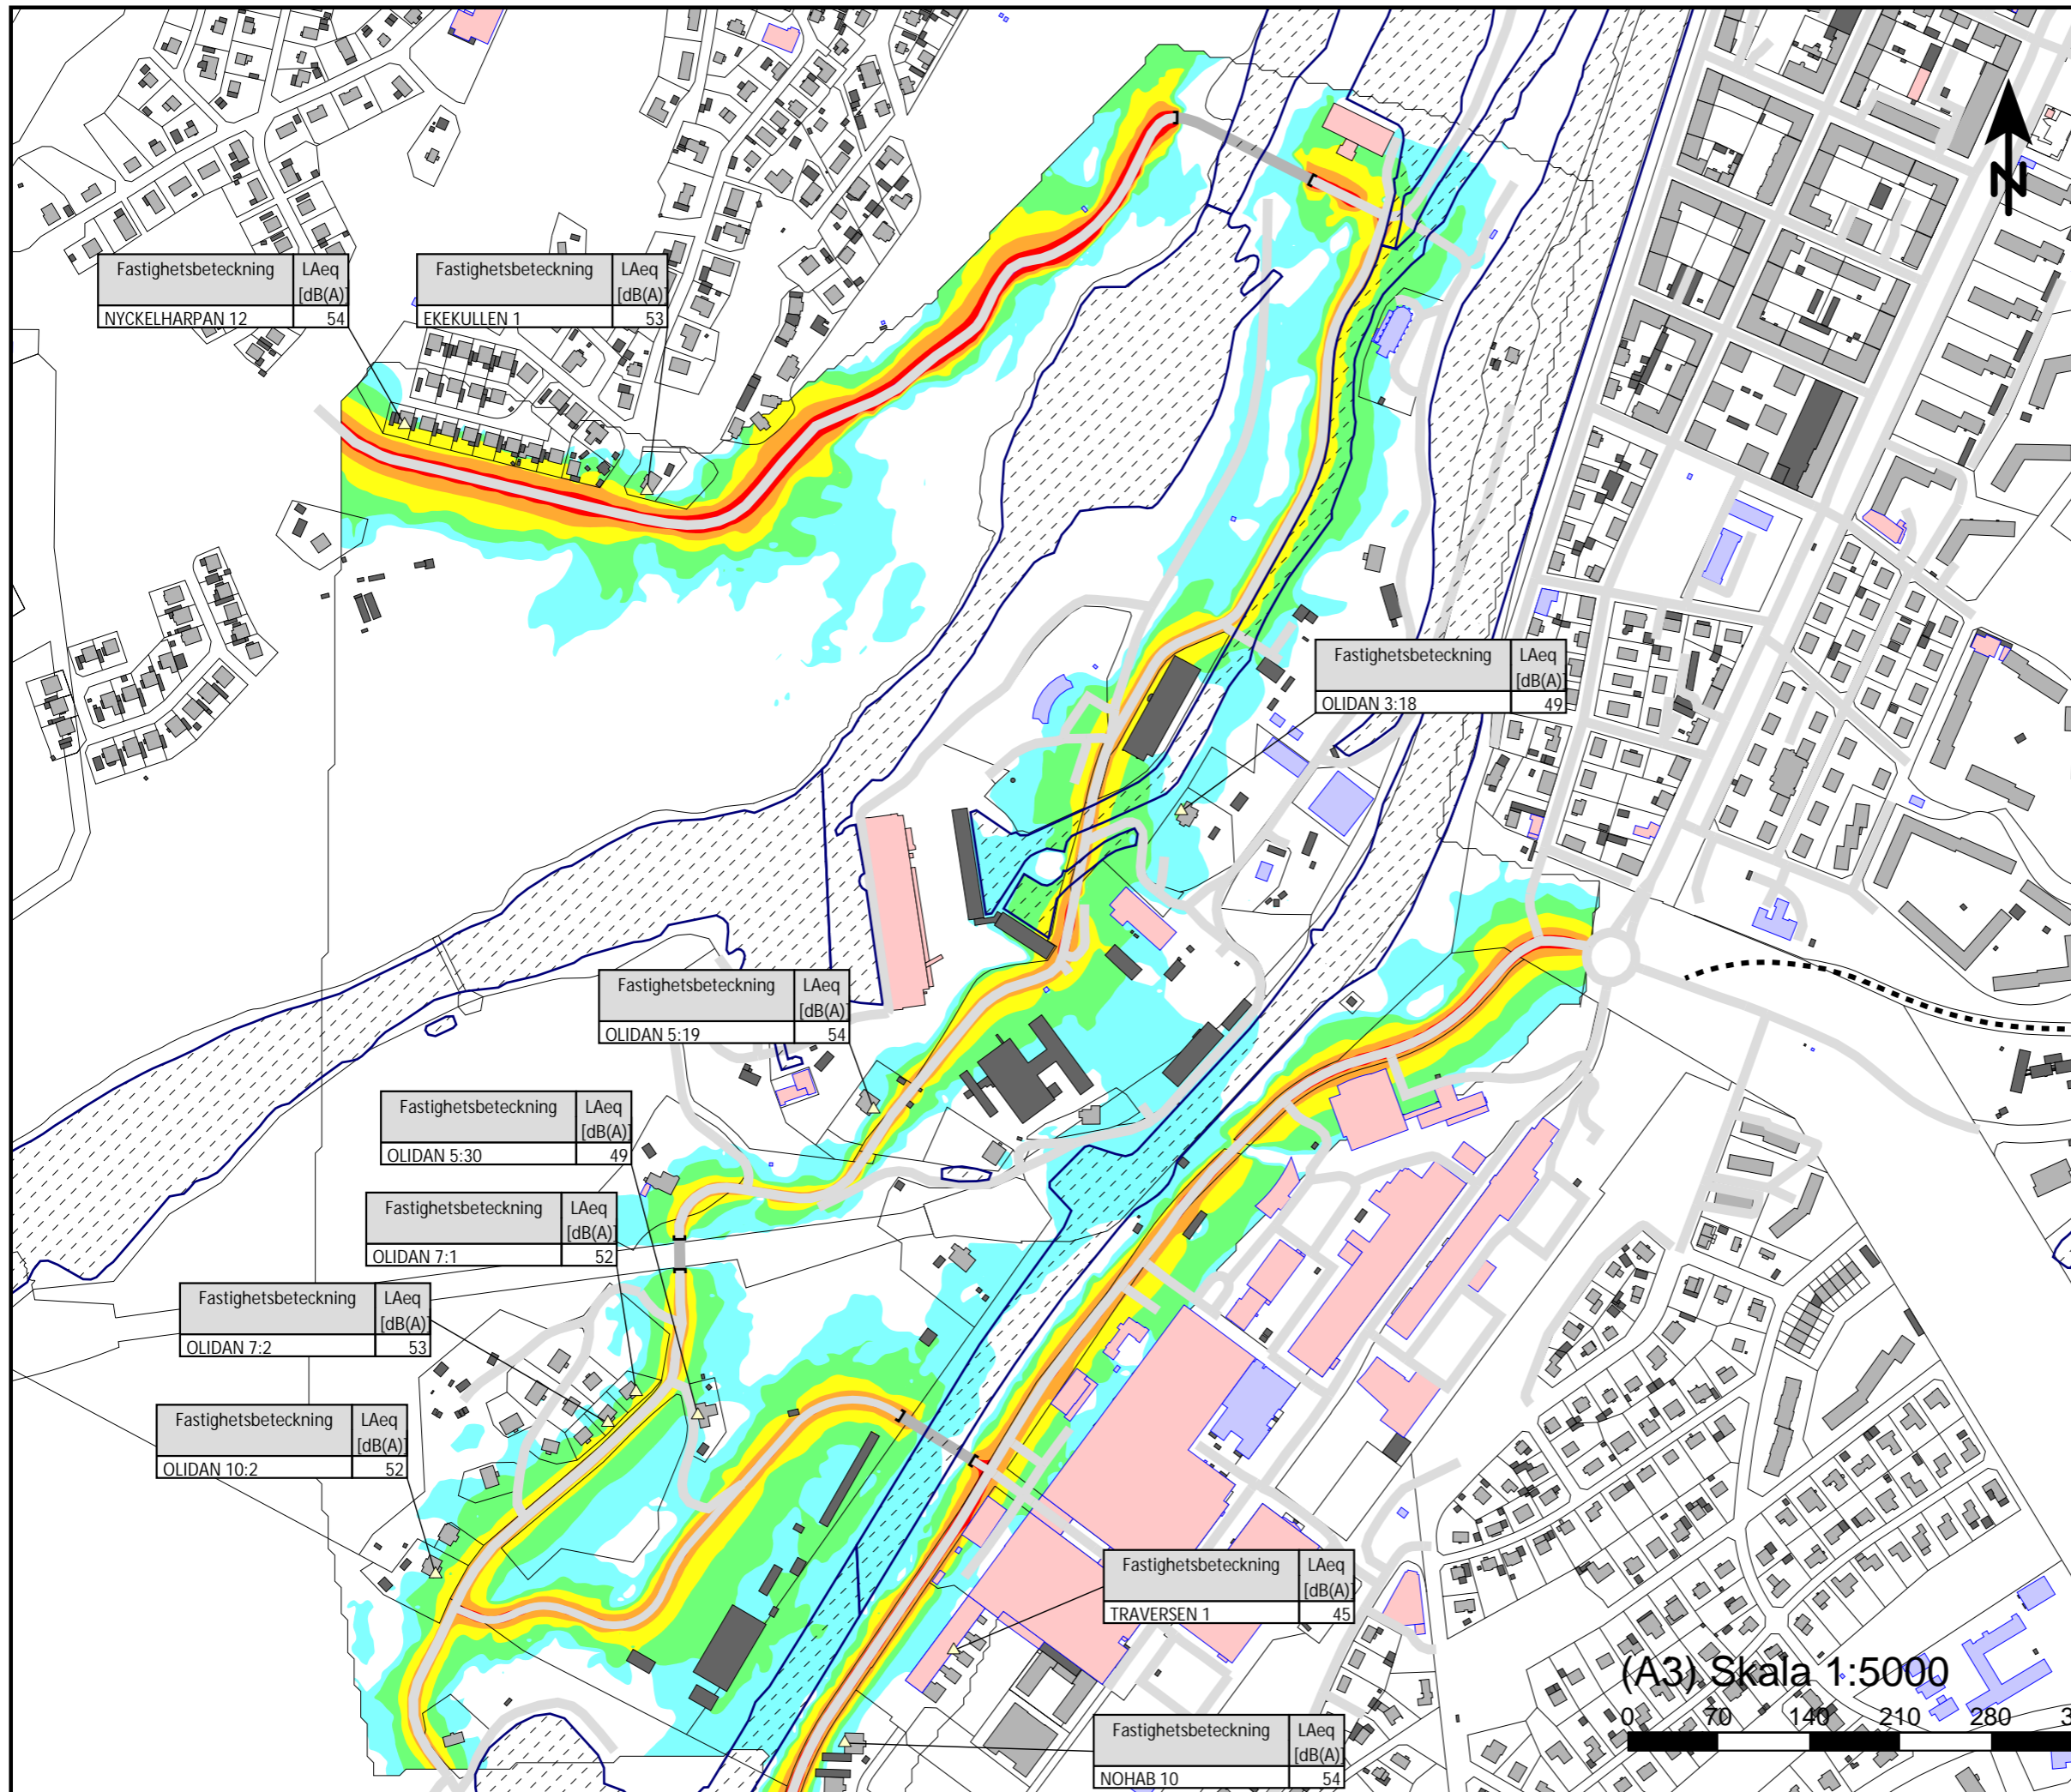 N
Fastighetsbeteckning LAeq
[dB(A)]
NYCKELHARPAN 12 54
Fastighetsbeteckning LAeq
[dB(A)]
EKEKULLEN 1 53
Fastighetsbeteckning LAeq
[dB(A)]
OLIDAN 3:18 49
Fastighetsbeteckning LAeq
[dB(A)]
OLIDAN 5:19 54
Fastighetsbeteckning LAeq
[dB(A)]
OLIDAN 5:30 49
Fastighetsbeteckning LAeq
[dB(A)]
OLIDAN 7:1 52
Fastighetsbeteckning LAeq
[dB(A)]
OLIDAN 7:2 53
Fastighetsbeteckning LAeq
[dB(A)]
OLIDAN 10:2 52
Fastighetsbeteckning LAeq
[dB(A)]
TRAVERSEN 1 45
Fastighetsbeteckning LAeq
[dB(A)]
NOHAB 10 54
(A3) Skala 1:5000
0 70 140 210 280